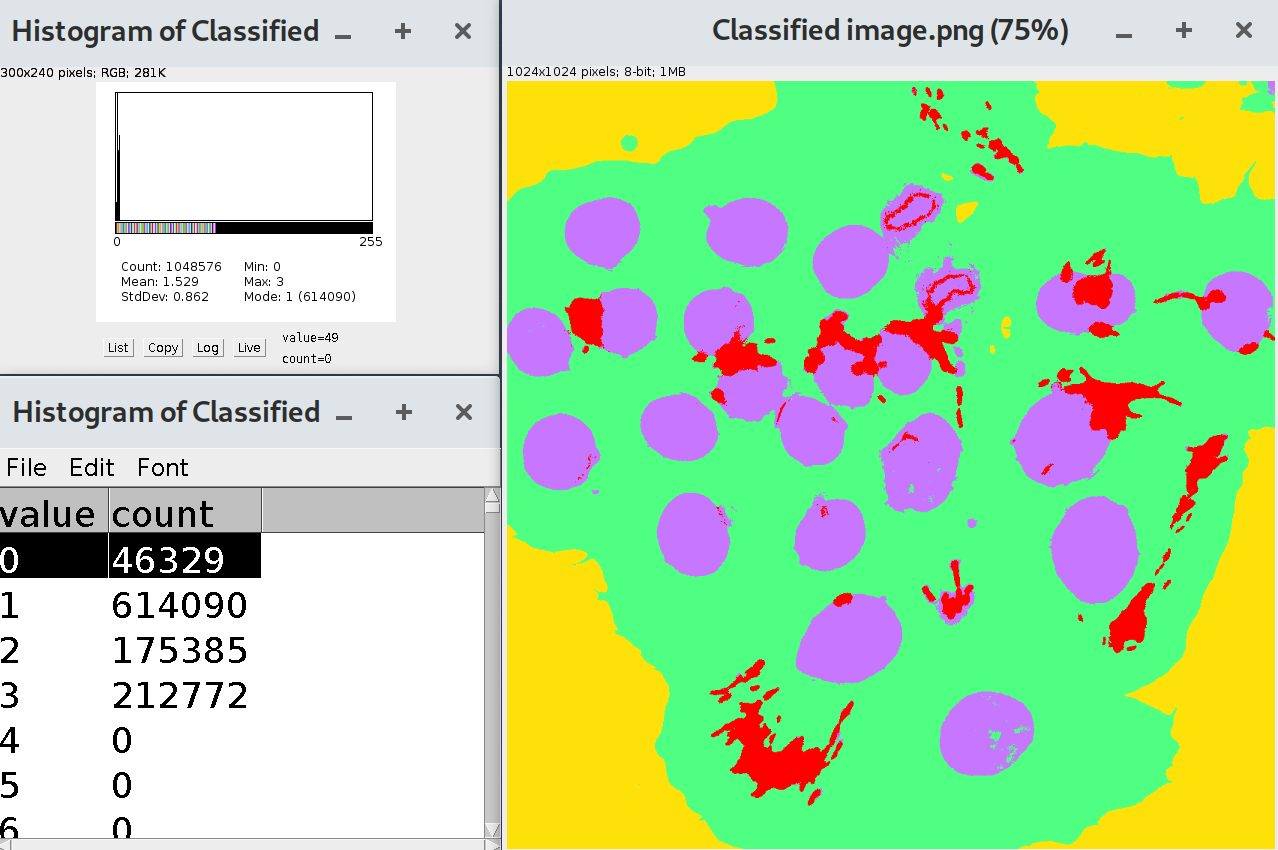 Histogram of Classified
300x240 pixels; RGB; 281K
0 255
Count: 1048576 Min: 0
Mean: 1.529 Max: 3
StdDev: 0.862 Mode: 1 (614090)
List Copy Log Live value=49
count=0
Histogram of Classified
File Edit Font
value count
0 46329
1 614090
2 175385
3 212772
4 0
5 0
6 0
Classified image.png (75%)
1024x1024 pixels; 8-bit; 1MB